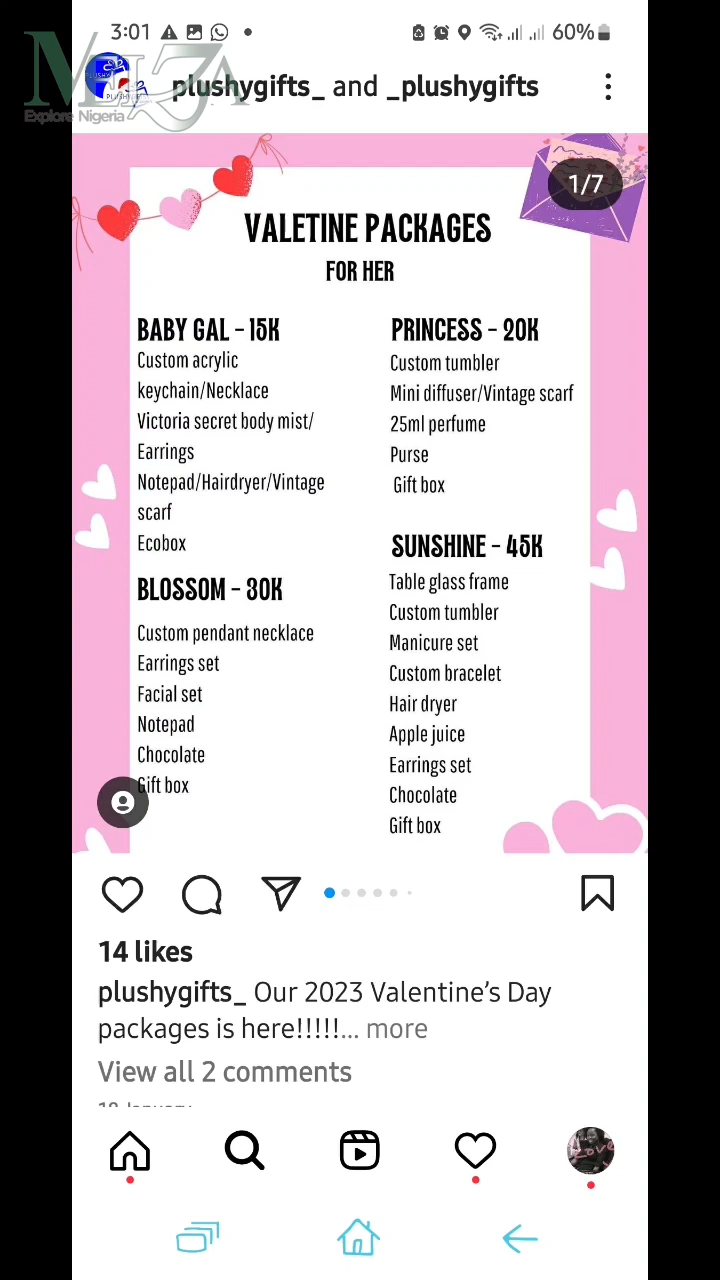 3:01
60%
MELIZA
Explore Nigeria
plushygifts_ and _plushygifts
1/7
VALETINE PACKAGES
FOR HER
BABY GAL - 15K
Custom acrylic
keychain/Necklace
Victoria secret body mist/
Earrings
Notepad/Hairdryer/Vintage
scarf
Ecobox
BLOSSOM - 30K
Custom pendant necklace
Earrings set
Facial set
Notepad
Chocolate
Gift box
PRINCESS - 20K
Custom tumbler
Mini diffuser/Vintage scarf
25ml perfume
Purse
Gift box
SUNSHINE - 45K
Table glass frame
Custom tumbler
Manicure set
Custom bracelet
Hair dryer
Apple juice
Earrings set
Chocolate
Gift box
14 likes
plushygifts_ Our 2023 Valentine's Day
packages is here!!!!!... more
View all 2 comments